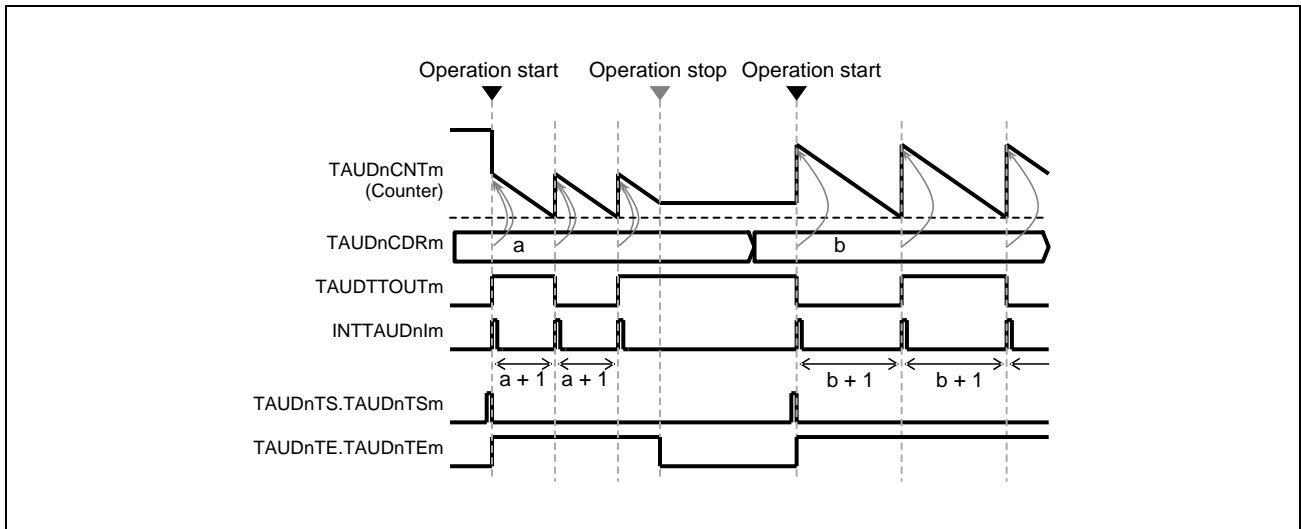 Operation start Operation stop Operation start
TAUDnCNTm
(Counter)
TAUDnCDRm a b
TAUDTTOUTm
INTTAUDnIm
a + 1 a + 1 b + 1 b + 1
TAUDnTS.TAUDnTSm
TAUDnTE.TAUDnTEm